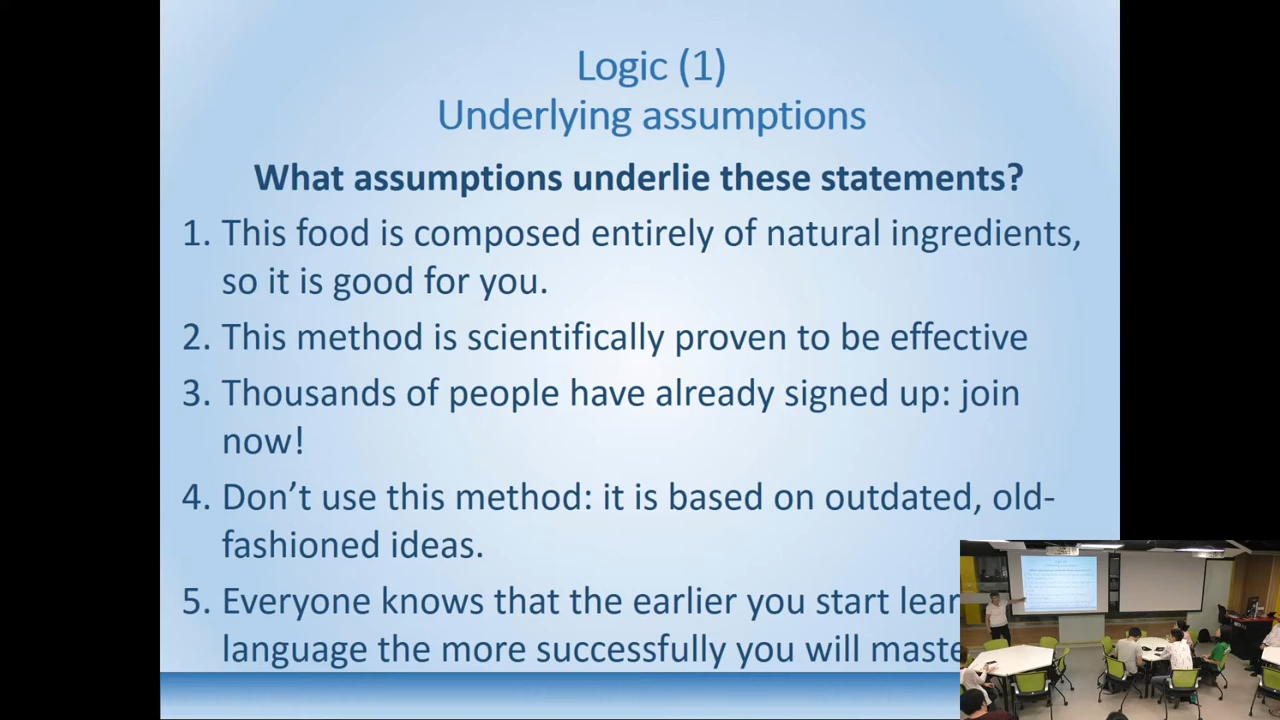 Logic (1)
Underlying assumptions
What assumptions underlie these statements?
1. This food is composed entirely of natural ingredients,
so it is good for you.
2. This method is scientifically proven to be effective
3. Thousands of people have already signed up: join
now!
4. Don’t use this method: it is based on outdated, old-
fashioned ideas.
5. Everyone knows that the earlier you start
language the more successfully you will